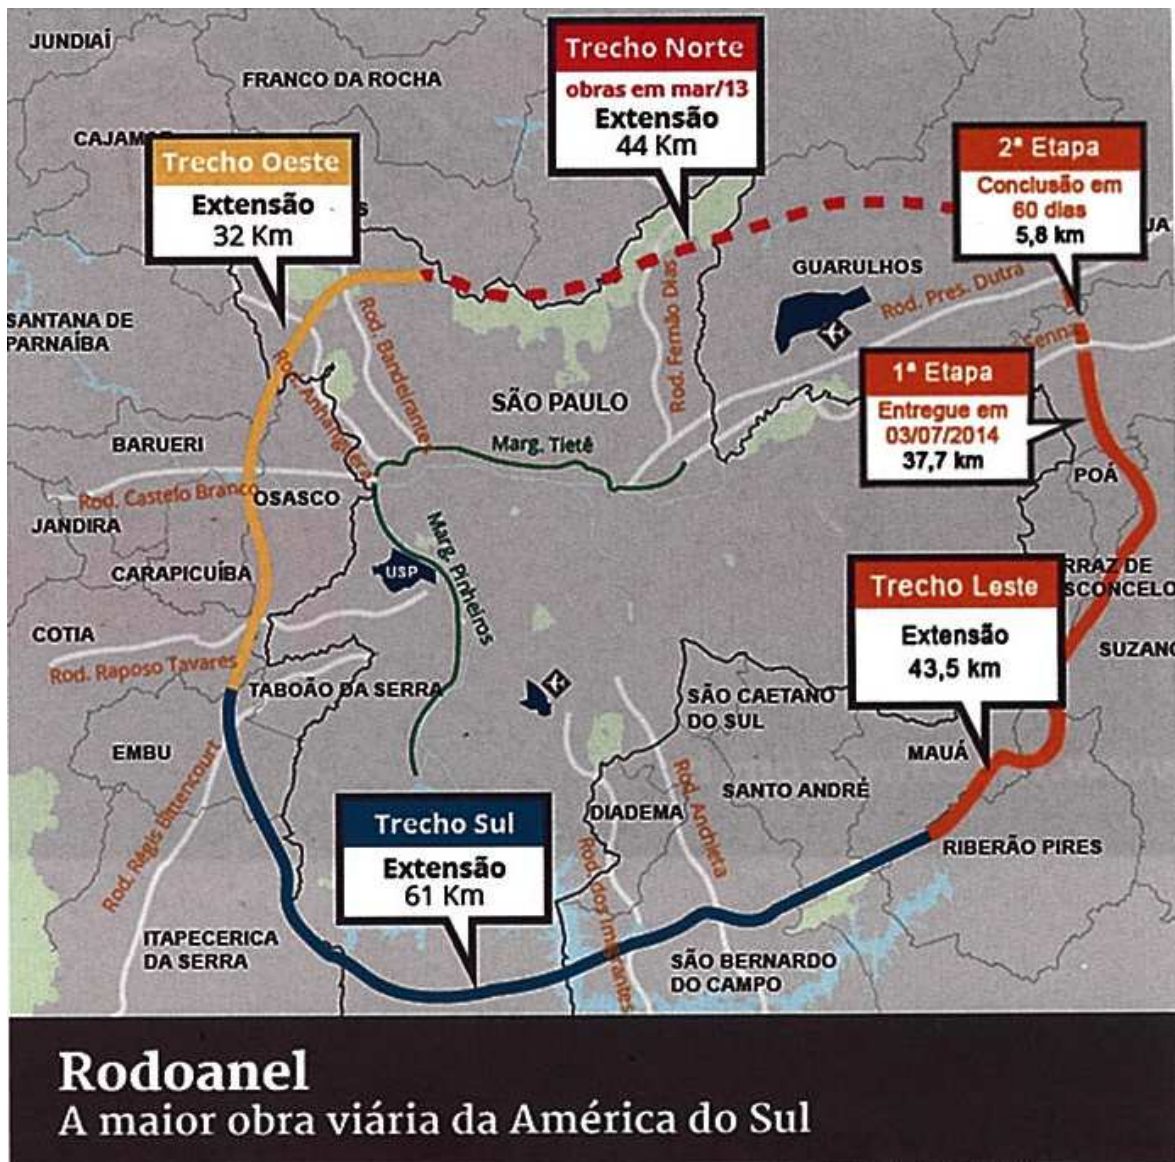 JUNDIAÍ
FRANCO DA ROCHA
Trecho Norte
obras em mar/13
Extensão
44 Km
Trecho Oeste
Extensão
32 Km
2ª Etapa
Conclusão em
60 dias
5,8 km
GUARULHOS
Rod. Pres. Dutra
SANTANA DE
PARNAÍBA
Rod. Bandeirantes
Rod. Anhanguera
Rod. Fernão Dias
Senna
1ª Etapa
Entregue em
03/07/2014
37,7 km
SÃO PAULO
Marg. Tietê
BARUERI
POÁ
Rod. Castelo Branco
OSASCO
JANDIRA
Marg. Pinheiros
CARAPICUÍBA
USP
Trecho Leste
Extensão
43,5 km
RRAZ DE
SCONCELO
COTIA
Rod. Raposo Tavares
SUZANO
TABOÃO DA SERRA
SÃO CAETANO
DO SUL
EMBU
MAUÁ
Rod. Régis Bittencourt
Rod. Anchieta
SANTO ANDRÉ
DIADEMA
Trecho Sul
Extensão
61 Km
RIBERÃO PIRES
Rod. dos Imigrantes
ITAPECERICA
DA SERRA
SÃO BERNARDO
DO CAMPO
Rodoanel
A maior obra viária da América do Sul